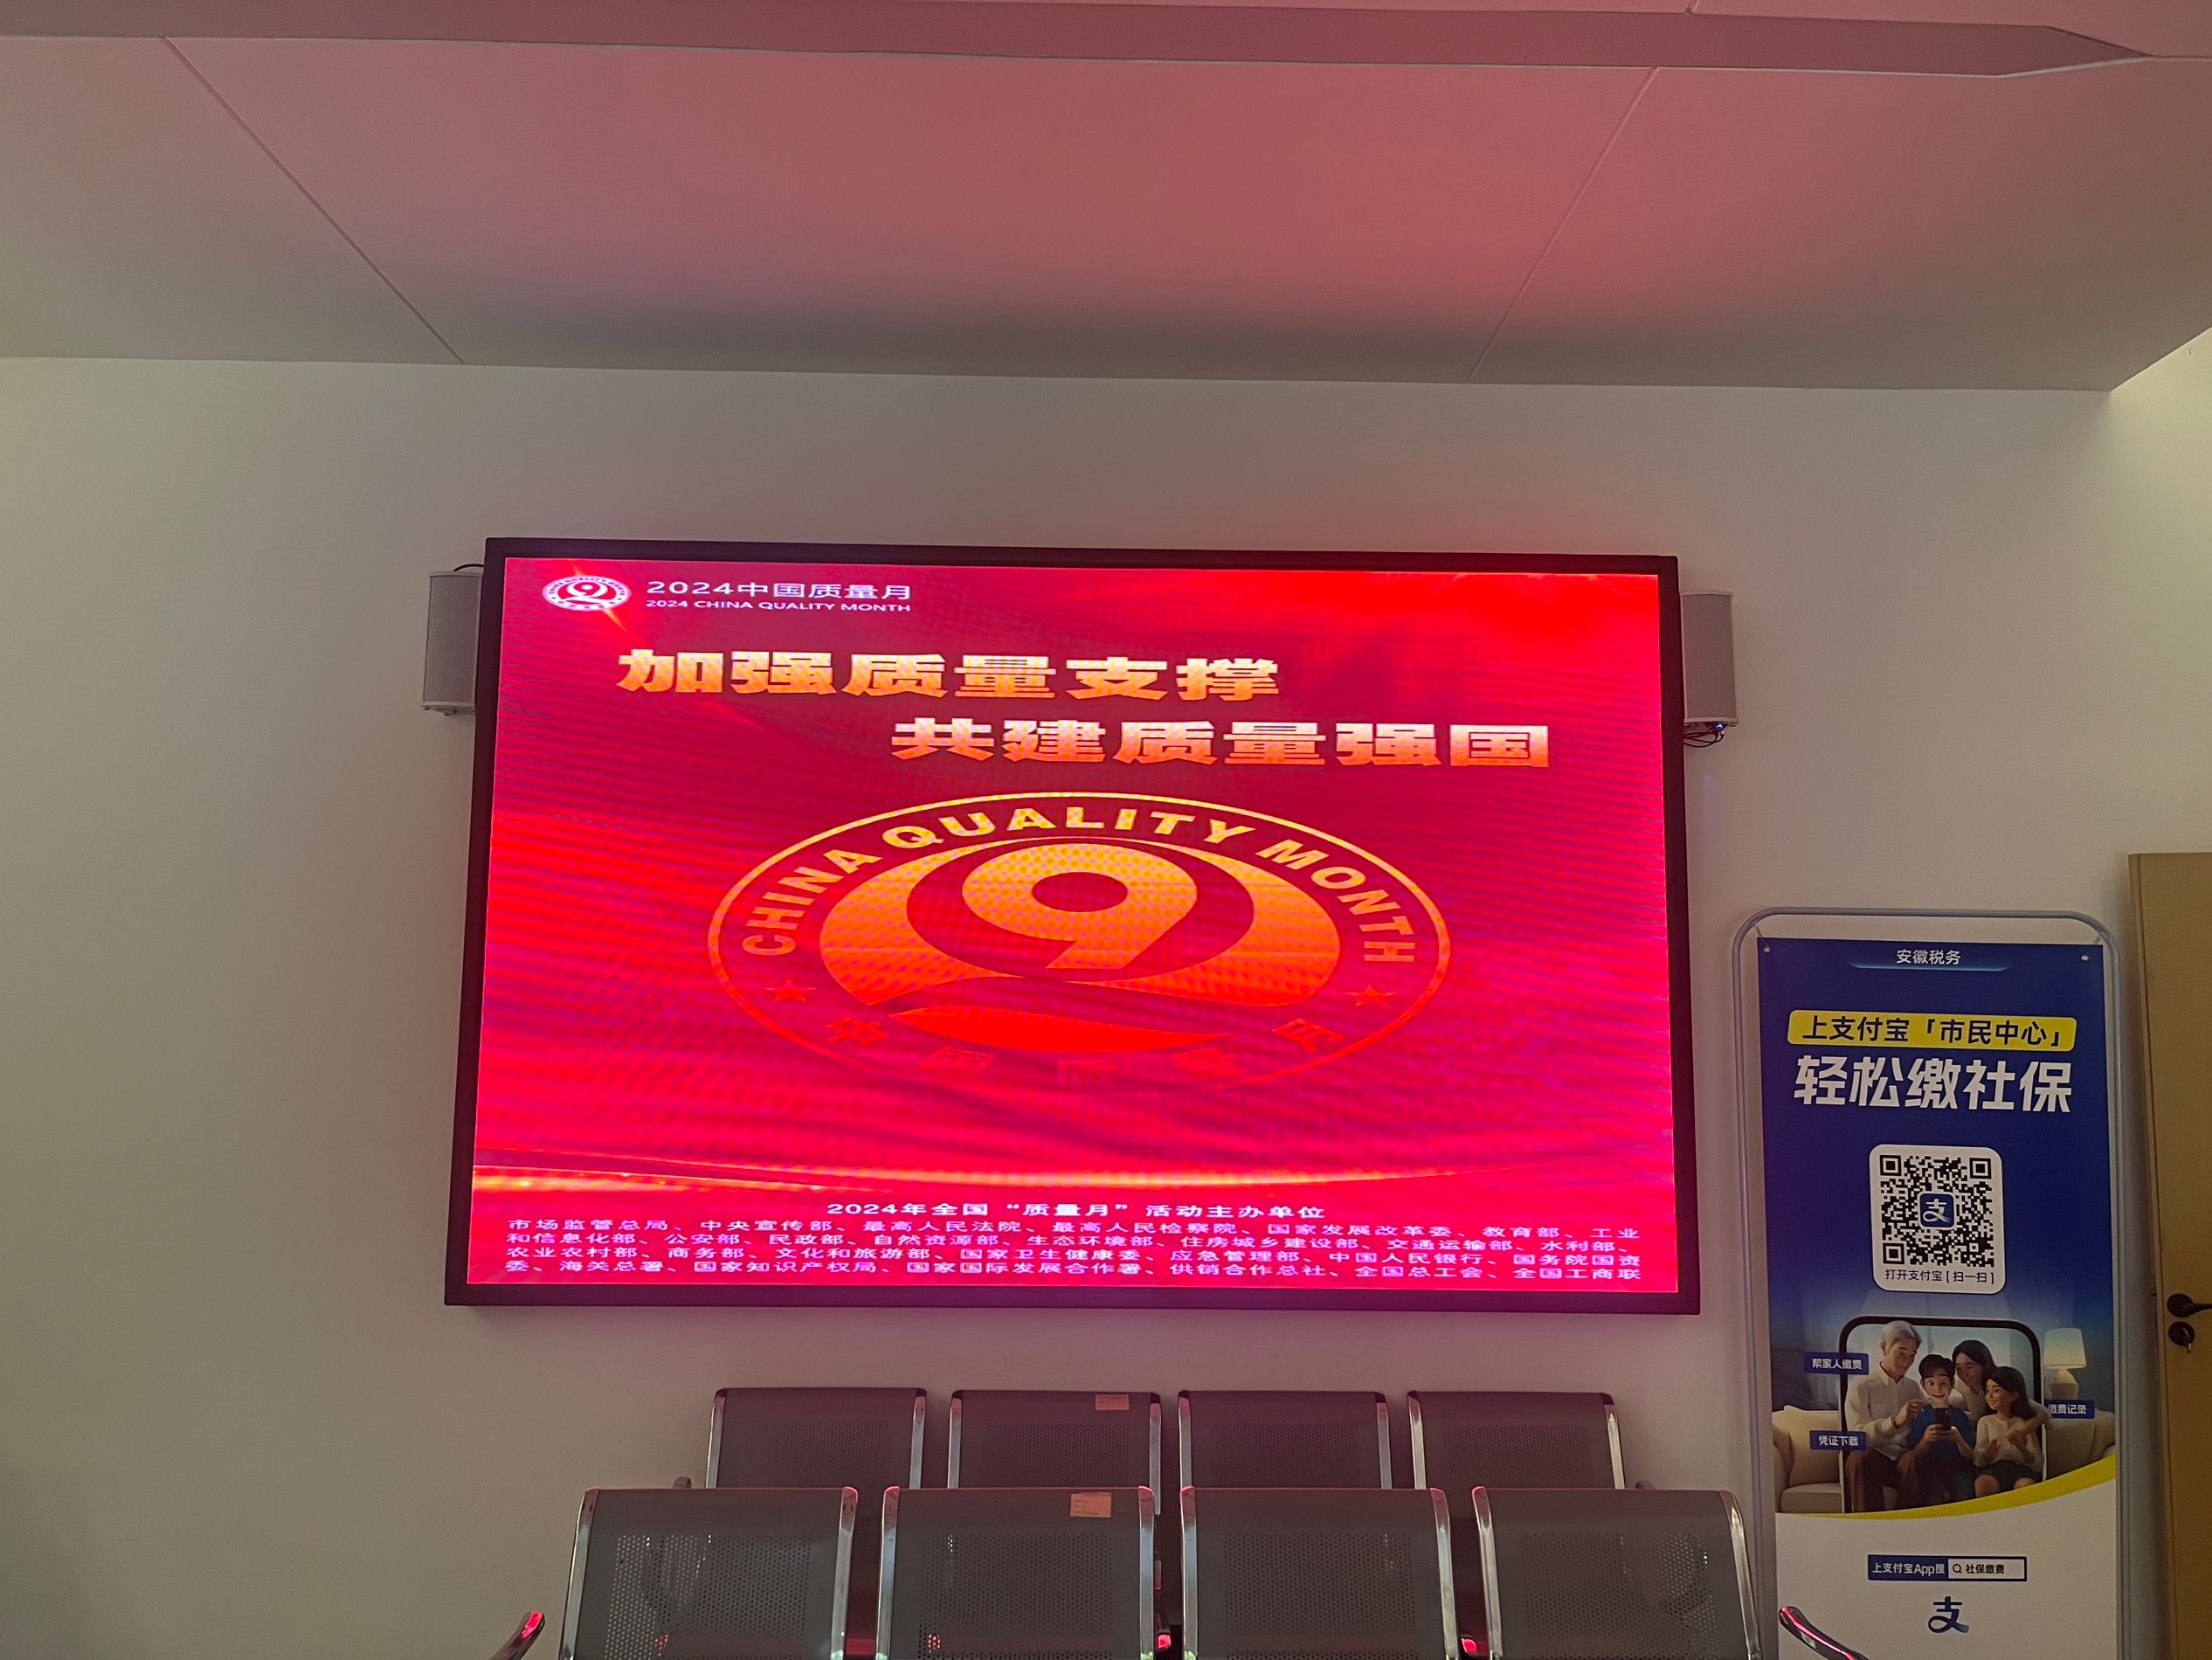 2024中国质量月
2024 CHINA QUALITY MONTH
加强质量支撑
共建质量强国
CHINA QUALITY MONTH
中国质量月
2024年全国“质量月”活动主办单位
市场监管总局、中央宣传部、最高人民法院、最高人民检察院、国家发展改革委、教育部、工业
和信息化部、公安部、民政部、自然资源部、生态环境部、住房城乡建设部、交通运输部、水利部、
农业农村部、商务部、文化和旅游部、国家卫生健康委、应急管理部、中国人民银行、国务院国资
委、海关总署、国家知识产权局、国家国际发展合作署、供销合作总社、全国总工会、全国工商联
安徽税务
上支付宝「市民中心」
轻松缴社保
支
打开支付宝[扫一扫]
帮家人缴费
缴费记录
凭证下载
上支付宝App搜 社保缴费
支